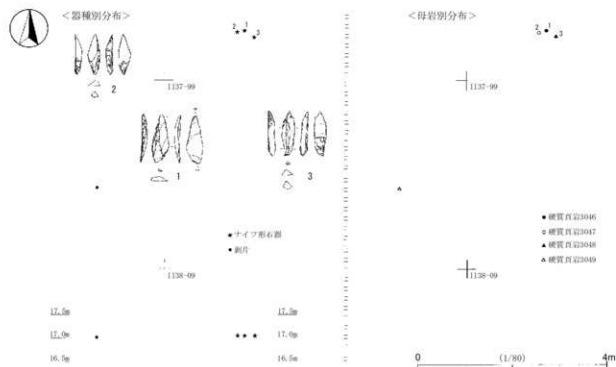 <器種別分布>
2 1
3
1137-99
2
1
3
★ナイフ形石器
●剥片
1138-09
17.5m
17.0m
16.5m
17.5m
17.0m
16.5m
<母岩別分布>
2 1
3
1137-99
●硬質頁岩3046
○硬質頁岩3047
▲硬質頁岩3048
△硬質頁岩3049
1138-09
0 (1/80) 4m